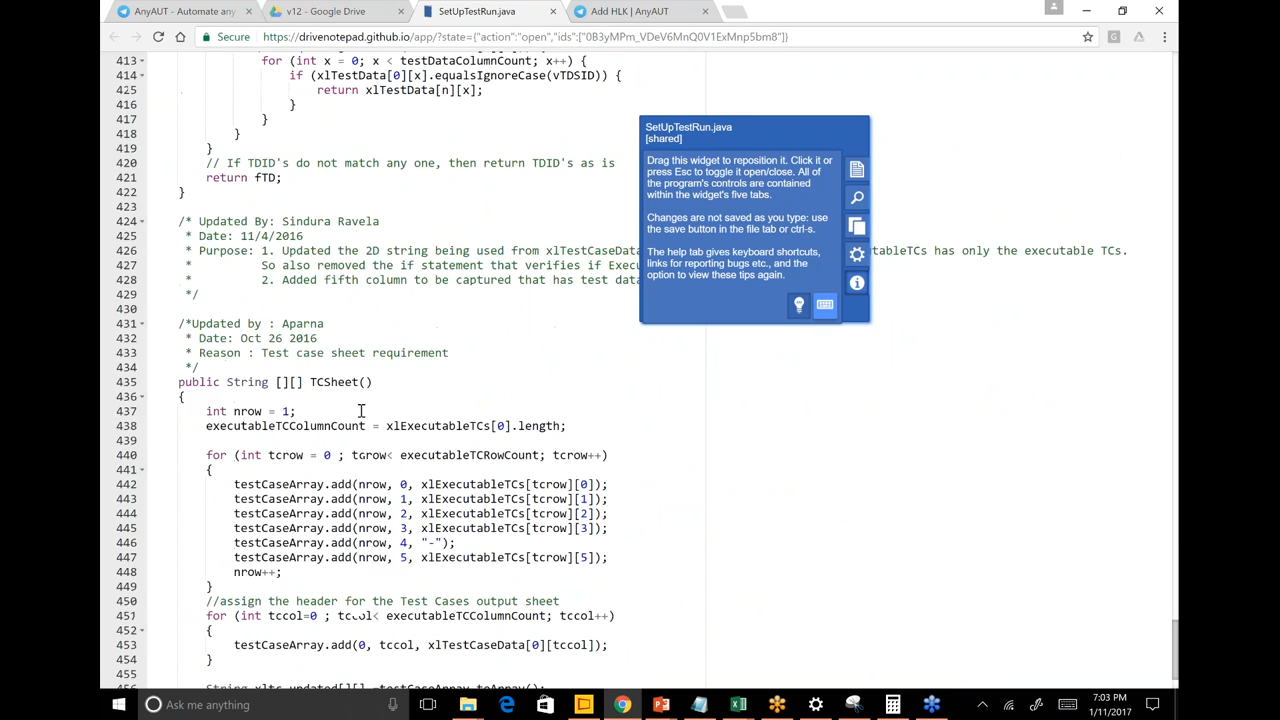 AnyAUT - Automate any
v12 - Google Drive
SetUpTestRun.java
Add HLK | AnyAUT
Secure
https://drivenotepad.github.io/app/?state={"action":"open","ids":["0B3yMPm_VDeV6MnQ0V1ExMnp5bm8"]}
413 for (int x = 0; x < testDataColumnCount; x++) {
414 if (xlTestData[0][x].equalsIgnoreCase(vTDSID)) {
425 return xlTestData[n][x];
416 }
417 }
418 }
419 }
420 // If TDID's do not match any one, then return TDID's as is
421 return fTD;
422 }
423
424 /* Updated By: Sindura Ravela
425 * Date: 11/4/2016
426 * Purpose: 1. Updated the 2D string being used from xlTestCaseData
utableTCs has only the executable TCs.
427 * So also removed the if statement that verifies if Exec
428 * 2. Added fifth column to be captured that has test data
429 */
430
431 /*Updated by : Aparna
432 * Date: Oct 26 2016
433 * Reason : Test case sheet requirement
434 */
435 public String [][] TCSheet()
436 {
437 int nrow = 1;
438 executableTCColumnCount = xlExecutableTCs[0].length;
439
440 for (int tcrow = 0 ; tcrow< executableTCRowCount; tcrow++)
441 {
442 testCaseArray.add(nrow, 0, xlExecutableTCs[tcrow][0]);
443 testCaseArray.add(nrow, 1, xlExecutableTCs[tcrow][1]);
444 testCaseArray.add(nrow, 2, xlExecutableTCs[tcrow][2]);
445 testCaseArray.add(nrow, 3, xlExecutableTCs[tcrow][3]);
446 testCaseArray.add(nrow, 4, "-");
447 testCaseArray.add(nrow, 5, xlExecutableTCs[tcrow][5]);
448 nrow++;
449 }
450 //assign the header for the Test Cases output sheet
451 for (int tccol=0 ; tccol< executableTCColumnCount; tccol++)
452 {
453 testCaseArray.add(0, tccol, xlTestCaseData[0][tccol]);
454 }
455
456 String xltc_updated[][] =testCaseArray.toArray();
SetUpTestRun.java
[shared]
Drag this widget to reposition it. Click it or
press Esc to toggle it open/close. All of
the program's controls are contained
within the widget's five tabs.
Changes are not saved as you type: use
the save button in the file tab or ctrl-s.
The help tab gives keyboard shortcuts,
links for reporting bugs etc., and the
option to view these tips again.
Ask me anything
7:03 PM
1/11/2017